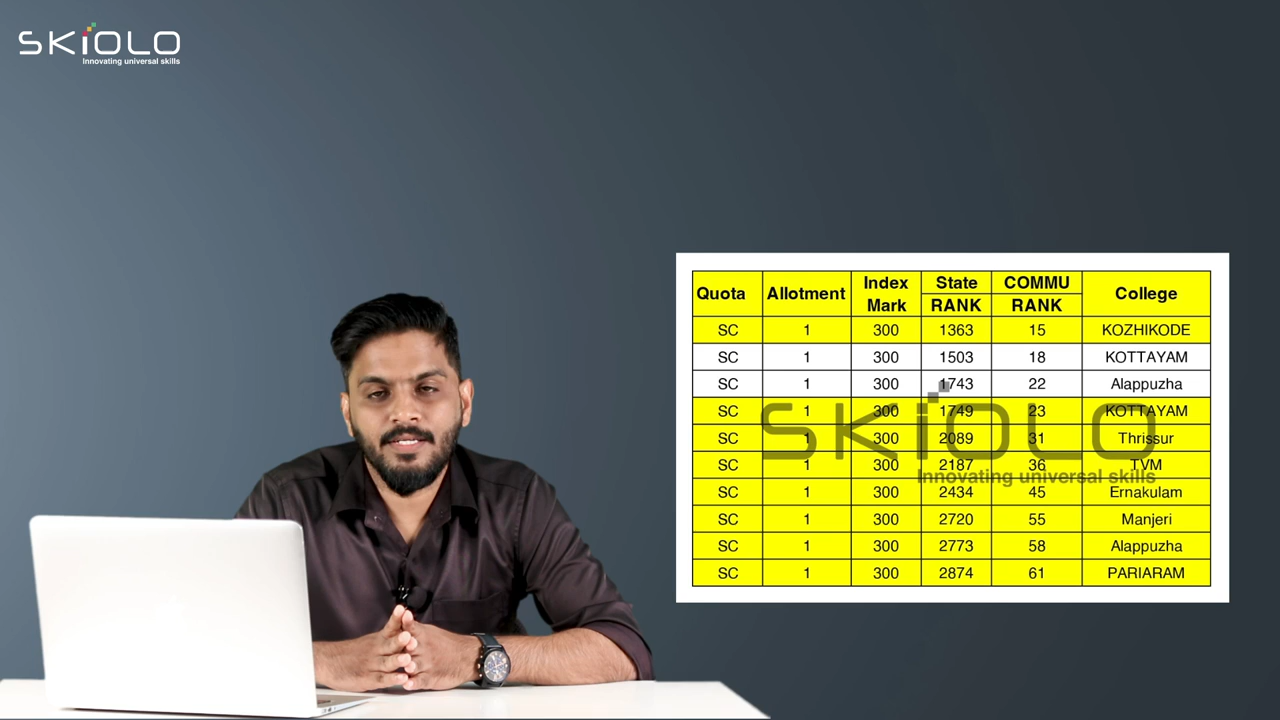 SKiOLO
Innovating universal skills
Quota Allotment Index Mark State RANK COMMU RANK College
SC 1 300 1363 15 KOZHIKODE
SC 1 300 1503 18 KOTTAYAM
SC 1 300 1743 22 Alappuzha
SC 1 300 1749 23 KOTTAYAM
SC 1 300 2089 31 Thrissur
SC 1 300 2187 36 TVM
SC 1 300 2434 45 Ernakulam
SC 1 300 2720 55 Manjeri
SC 1 300 2773 58 Alappuzha
SC 1 300 2874 61 PARIARAM
SKiOLO
Innovating universal skills